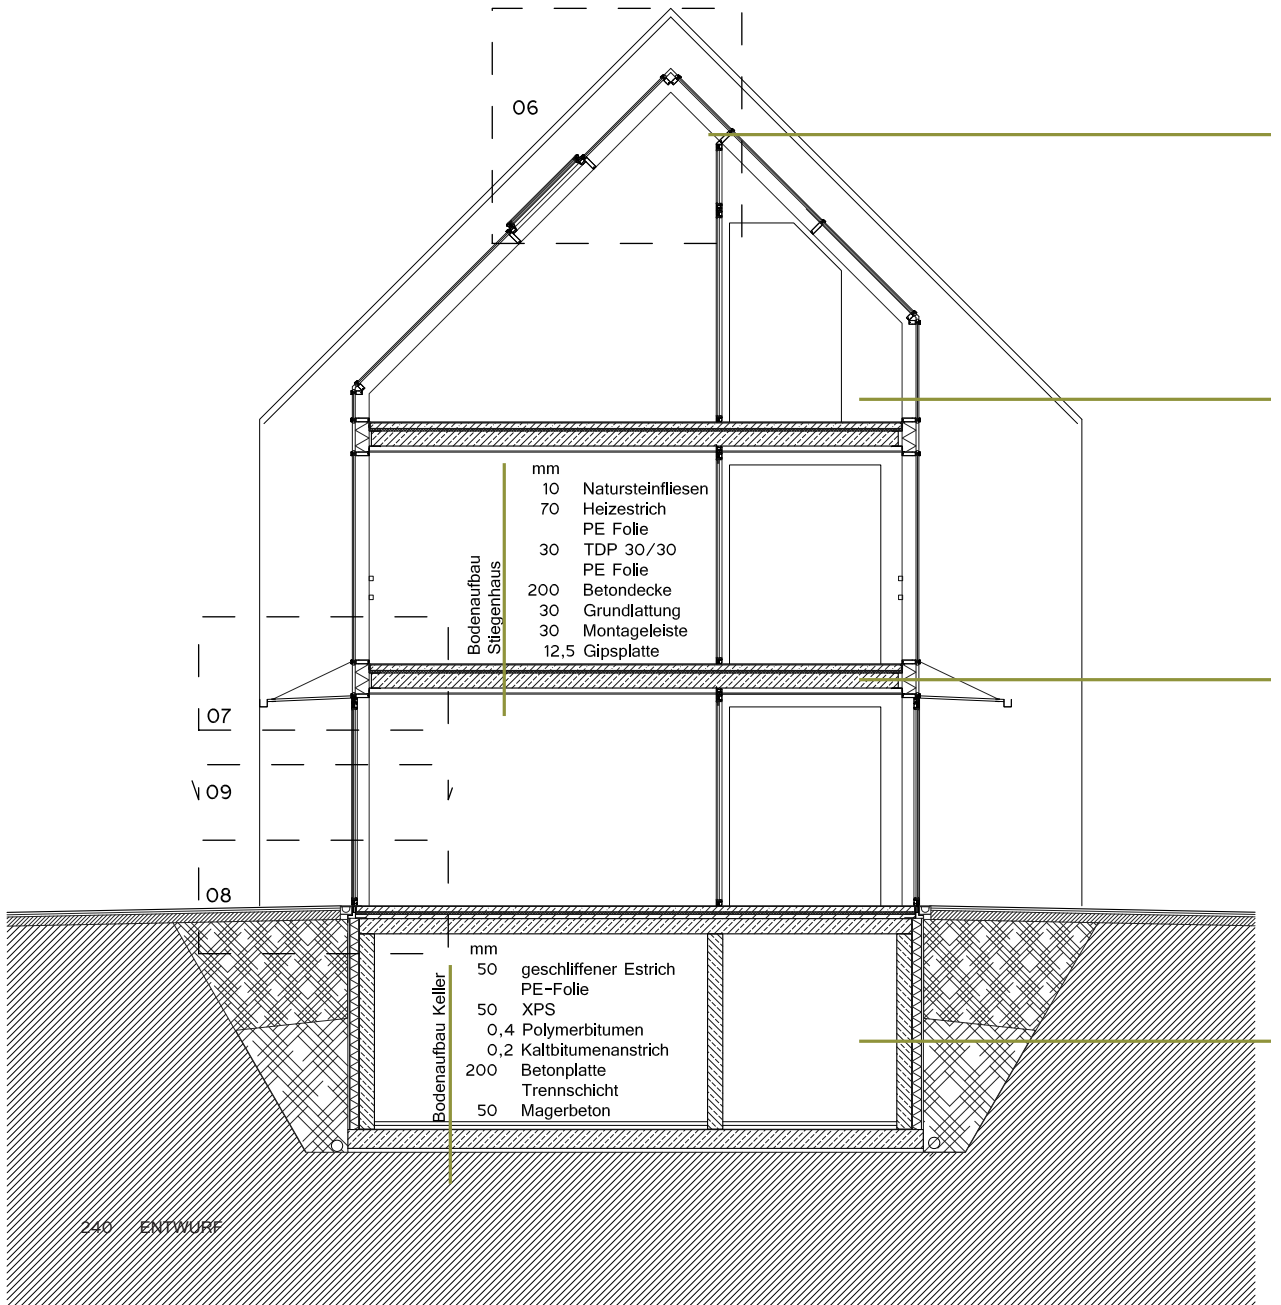 06
mm
10 Natursteinfliesen
70 Heizestrich
PE Folie
30 TDP 30/30
PE Folie
200 Betondecke
30 Grundlattung
30 Montageleiste
12,5 Gipsplatte
Bodenaufbau
Stiegenhaus
07
09
08
mm
50 geschliffener Estrich
PE-Folie
50 XPS
0,4 Polymerbitumen
0,2 Kaltbitumenanstrich
200 Betonplatte
Trennschicht
50 Magerbeton
Bodenaufbau Keller
240 ENTWURF